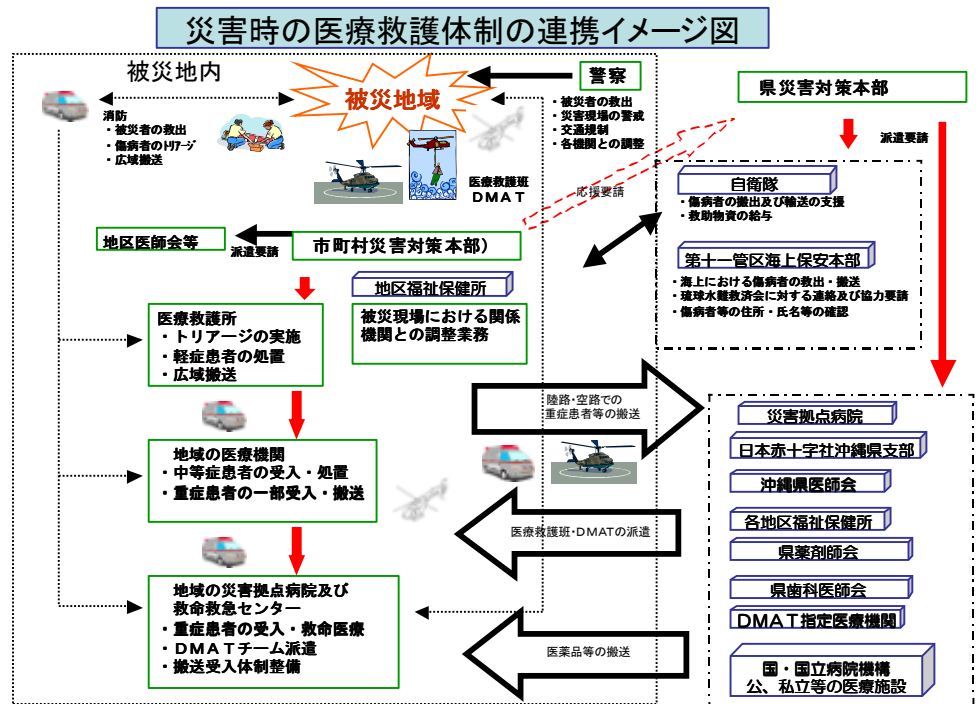 災害時の医療救護体制の連携イメージ図
被災地内
被災地域
警察
・被災者の救出
・災害現場の警戒
・交通規制
・各機関との調整
県災害対策本部
派遣要請
消防
・被災者の救出
・傷病者のﾄﾘｱｰｼﾞ
・広域搬送
医療救護班
ＤＭＡＴ
応援要請
自衛隊
・傷病者の搬出及び輸送の支援
・救助物資の給与
地区医師会等
派遣要請
市町村災害対策本部）
第十一管区海上保安本部
・海上における傷病者の救出・搬送
・琉球水難救済会に対する連絡及び協力要請
・傷病者等の住所・氏名等の確認
地区福祉保健所
被災現場における関係
機関との調整業務
医療救護所
・トリアージの実施
・軽症患者の処置
・広域搬送
陸路・空路での
重症患者等の搬送
地域の医療機関
・中等症患者の受入・処置
・重症患者の一部受入・搬送
医療救護班・DMATの派遣
地域の災害拠点病院及び
救命救急センター
・重症患者の受入・救命医療
・ＤＭＡＴチーム派遣
・搬送受入体制整備
医薬品等の搬送
災害拠点病院
日本赤十字社沖縄県支部
沖縄県医師会
各地区福祉保健所
県薬剤師会
県歯科医師会
DMAT指定医療機関
国・国立病院機構
公、私立等の医療施設